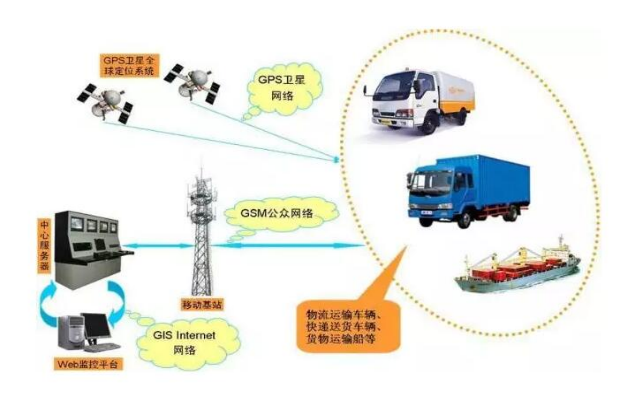 GPS卫星全
球定位系统
GPS卫星
网络
GSM公众网络
中
心
服
务
器
移动基站
GIS Internet
网络
Web监控平台
物流运输车辆、
快递送货车辆、
货物运输船等